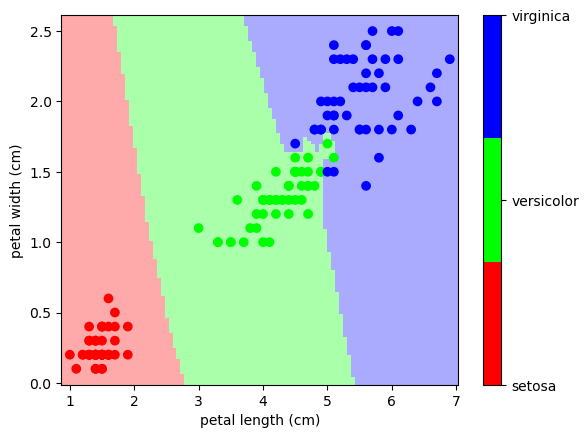 2.5
2.0
1.5
1.0
0.5
0.0
petal width (cm)
1 2 3 4 5 6 7
petal length (cm)
virginica
versicolor
setosa